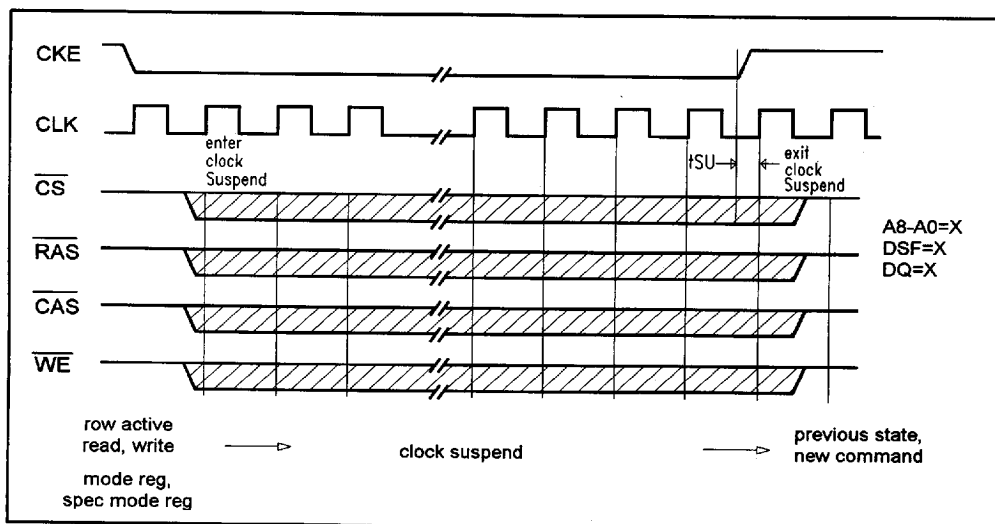 CKE
CLK
enter
clock
Suspend
tSU
exit
clock
Suspend
CS
RAS
CAS
WE
A8-A0=X
DSF=X
DQ=X
row active
read, write
mode reg,
spec mode reg
clock suspend
previous state,
new command